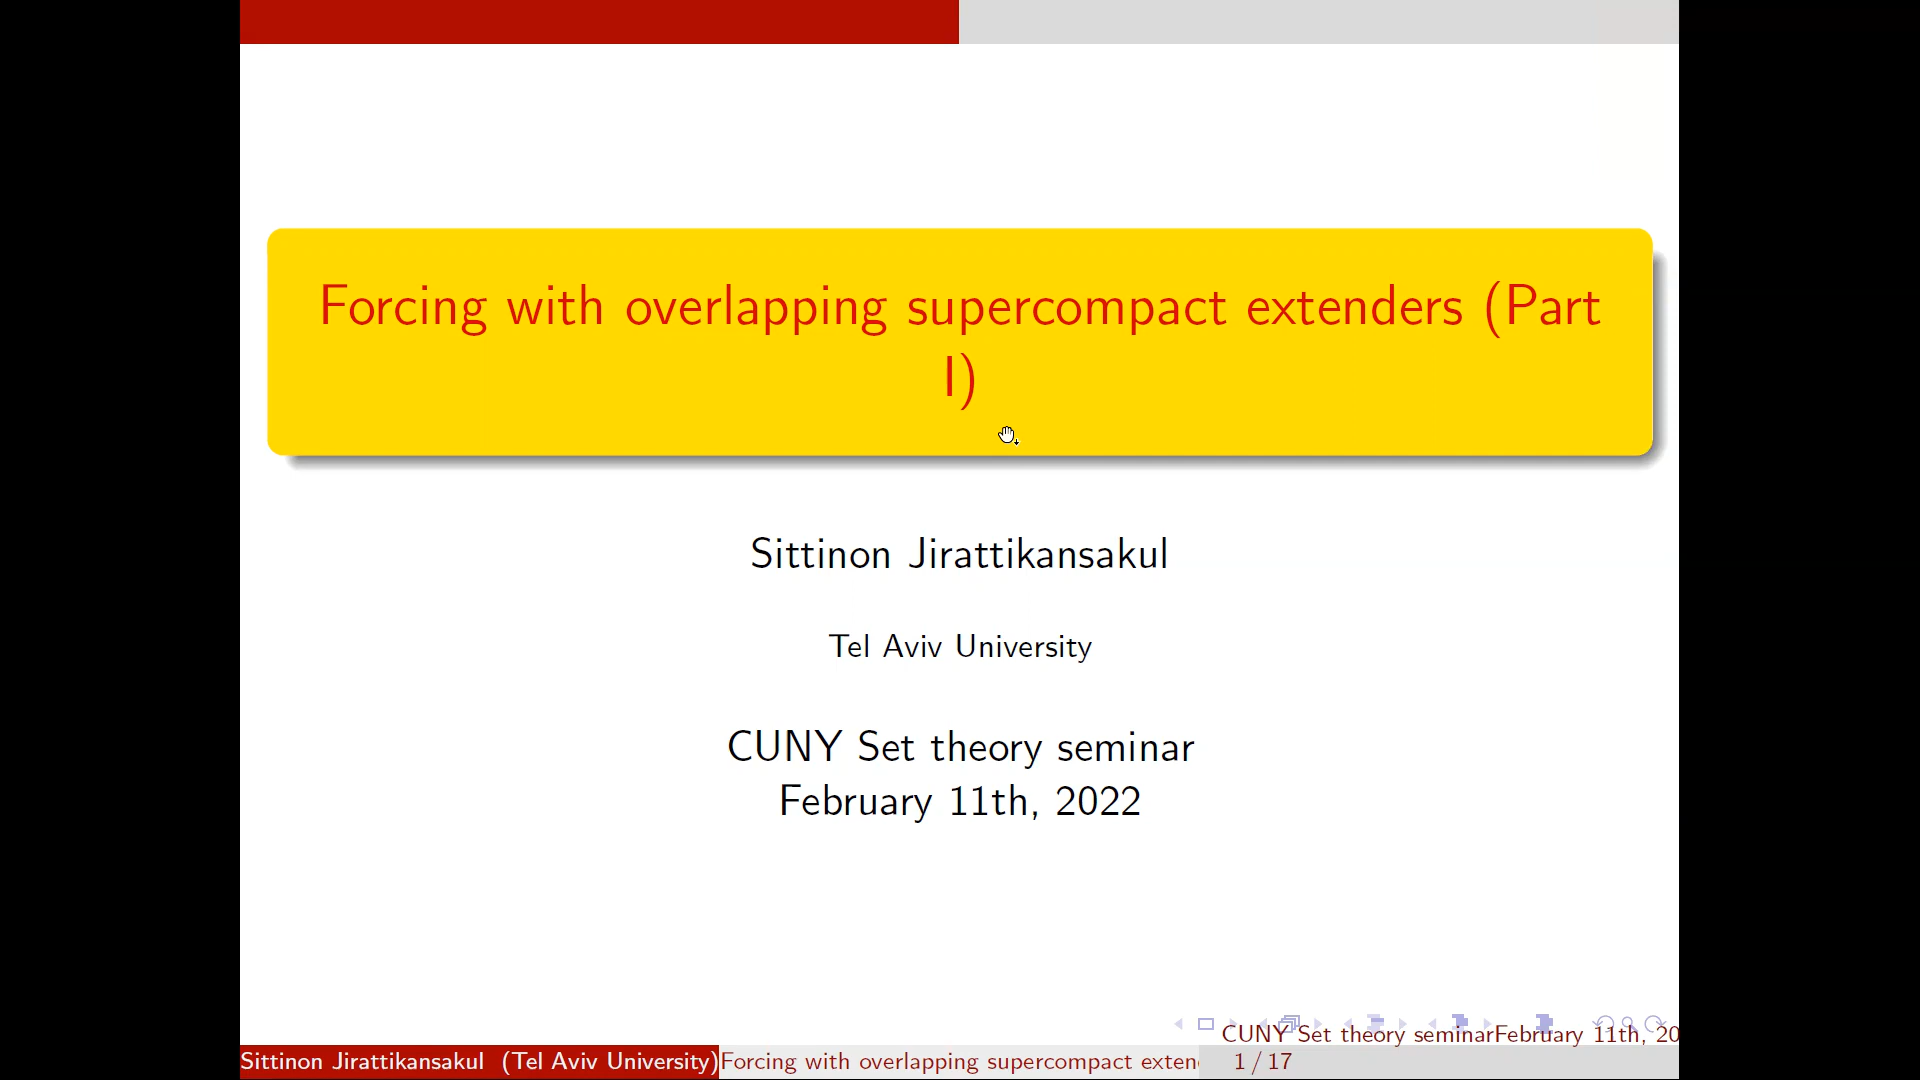 Forcing with overlapping supercompact extenders (Part
I)
Sittinon Jirattikansakul
Tel Aviv University
CUNY Set theory seminar
February 11th, 2022
CUNY Set theory seminarFebruary 11th, 20
Sittinon Jirattikansakul (Tel Aviv University) Forcing with overlapping supercompact exten 1 / 17